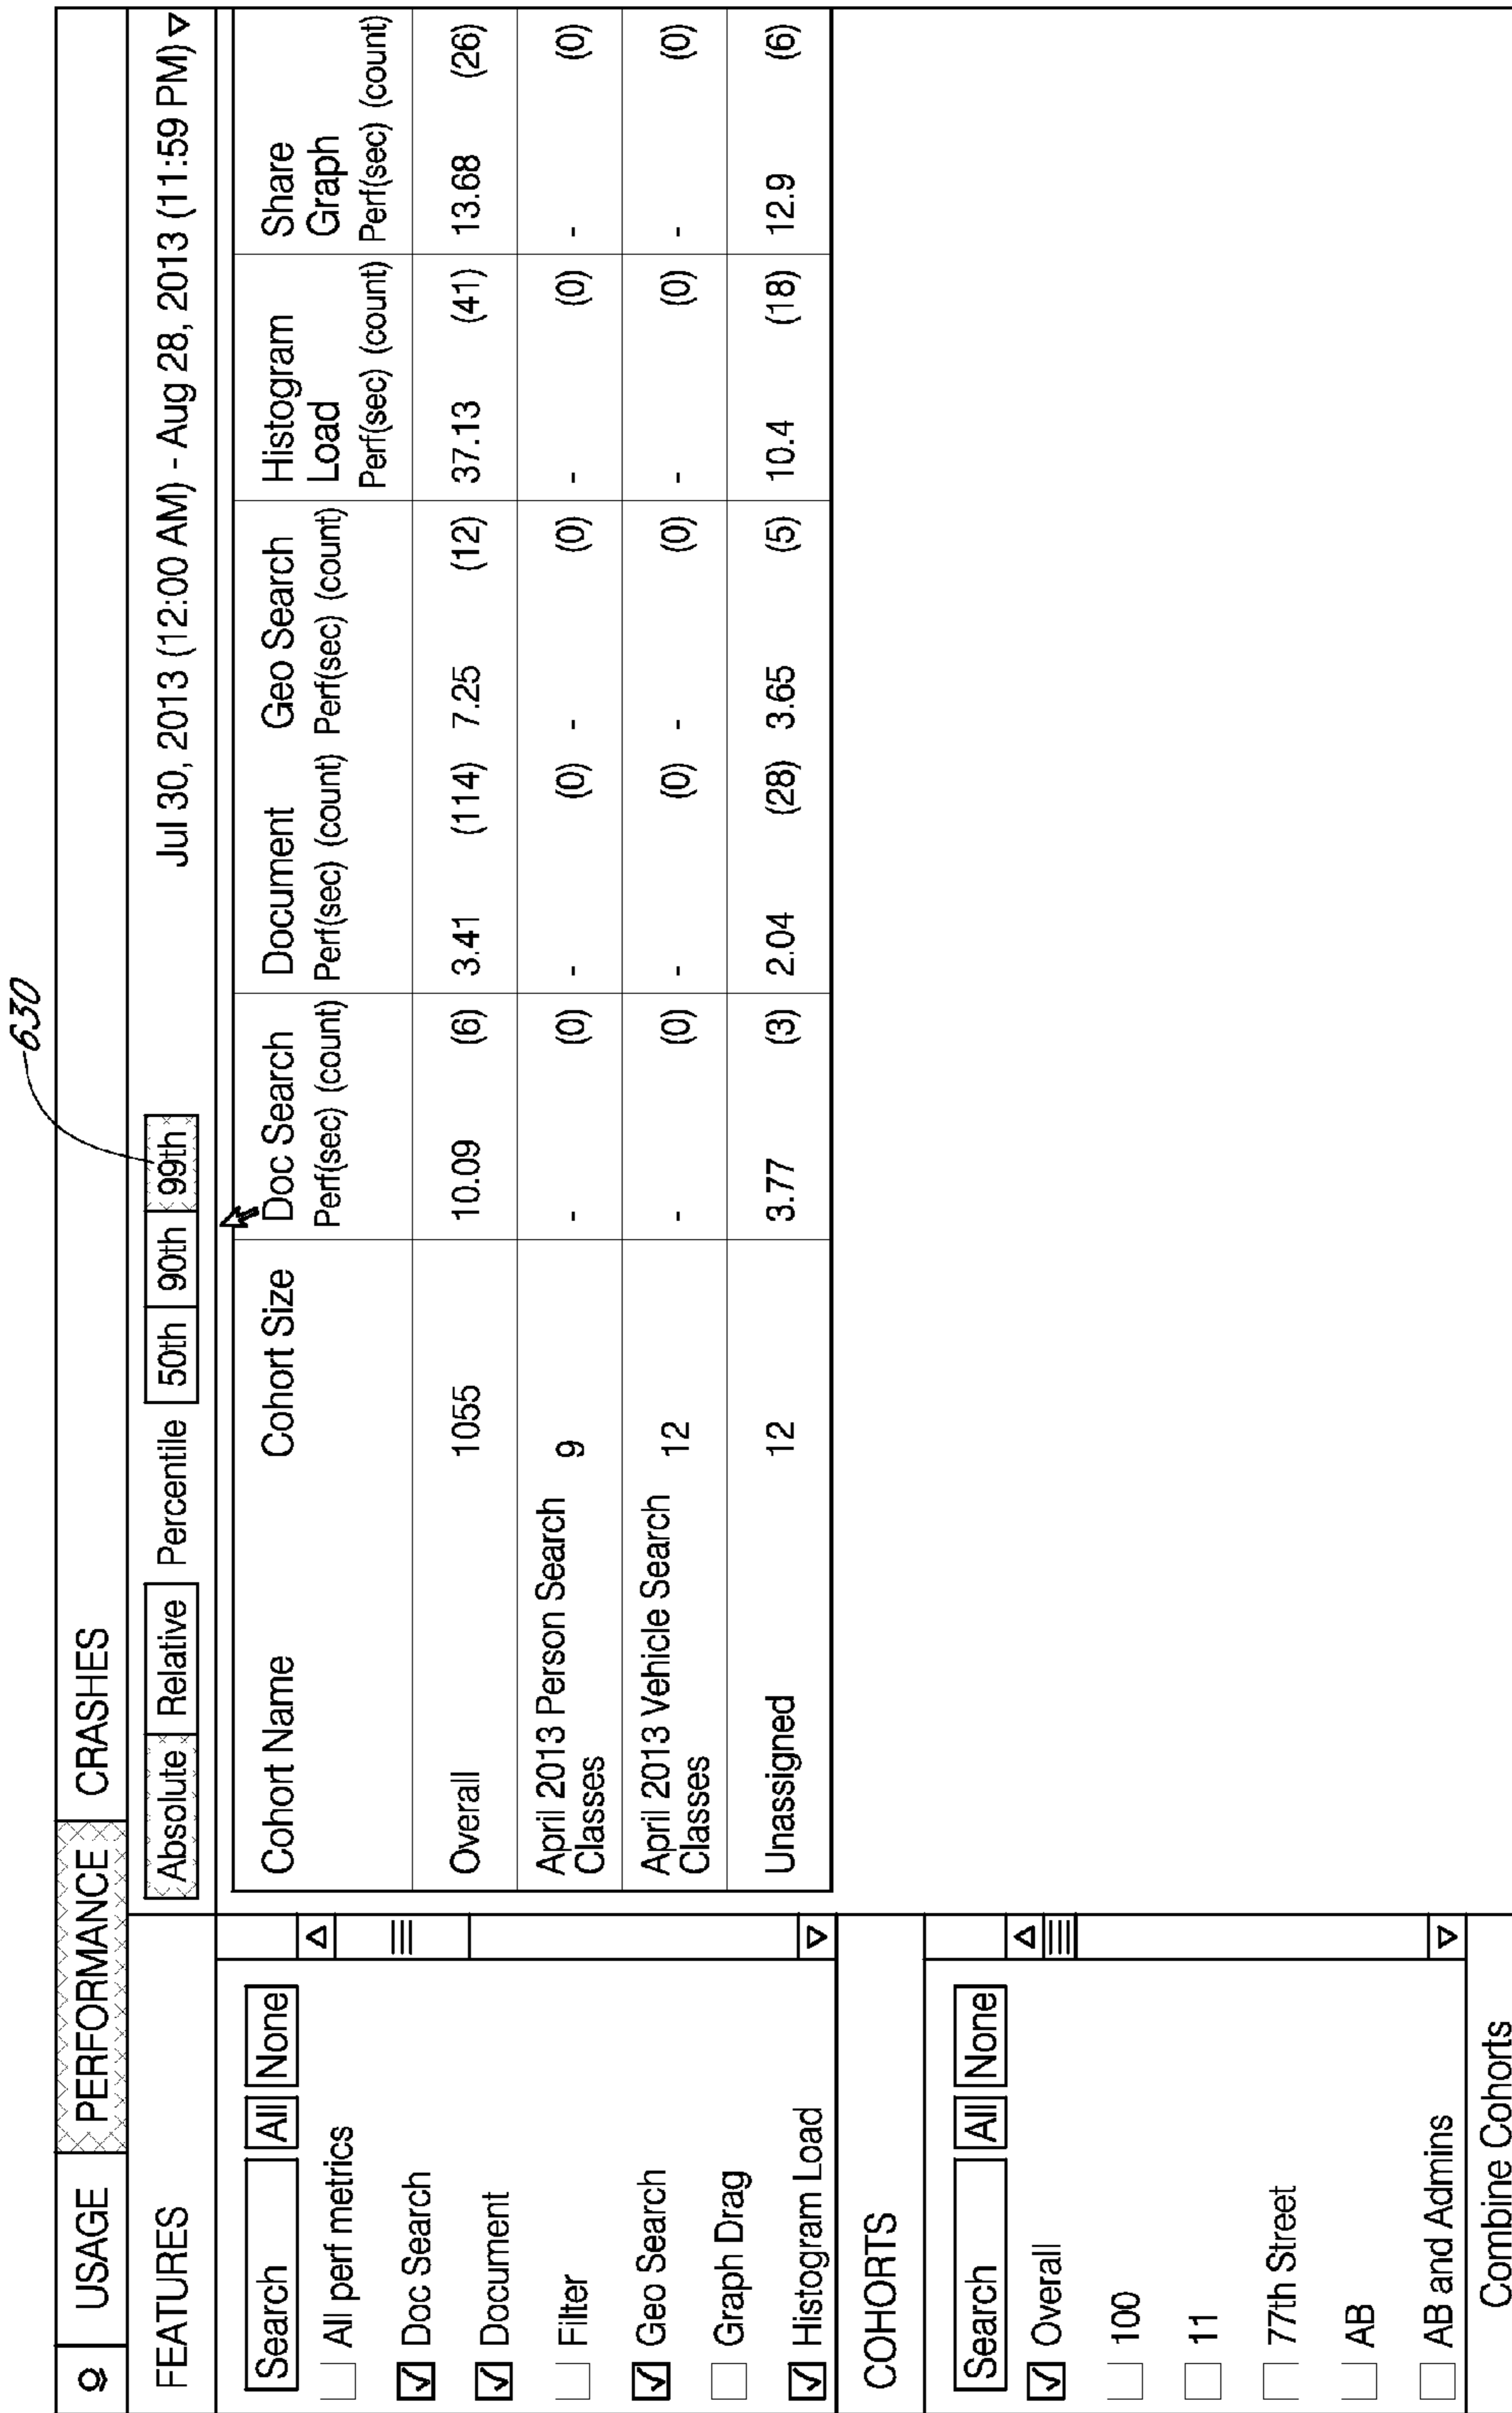 630
USAGE PERFORMANCE CRASHES
FEATURES
Absolute Relative Percentile 50th 90th 99th Jul 30, 2013 (12:00 AM) - Aug 28, 2013 (11:59 PM)
Search All None
All perf metrics
Doc Search
Document
Filter
Geo Search
Graph Drag
Histogram Load
COHORTS
Search All None
Overall
100
11
77th Street
AB
AB and Admins
Combine Cohorts
Cohort Name Cohort Size Doc Search Document Geo Search Histogram Share
Load Graph
Perf(sec) (count) Perf(sec) (count) Perf(sec) (count) Perf(sec) (count) Perf(sec) (count)
Overall 1055 10.09 (6) 3.41 (114) 7.25 (12) 37.13 (41) 13.68 (26)
April 2013 Person Search 9 - (0) - (0) - (0) - (0) - (0)
Classes
April 2013 Vehicle Search 12 - (0) - (0) - (0) - (0) - (0)
Classes
Unassigned 12 3.77 (3) 2.04 (28) 3.65 (5) 10.4 (18) 12.9 (6)